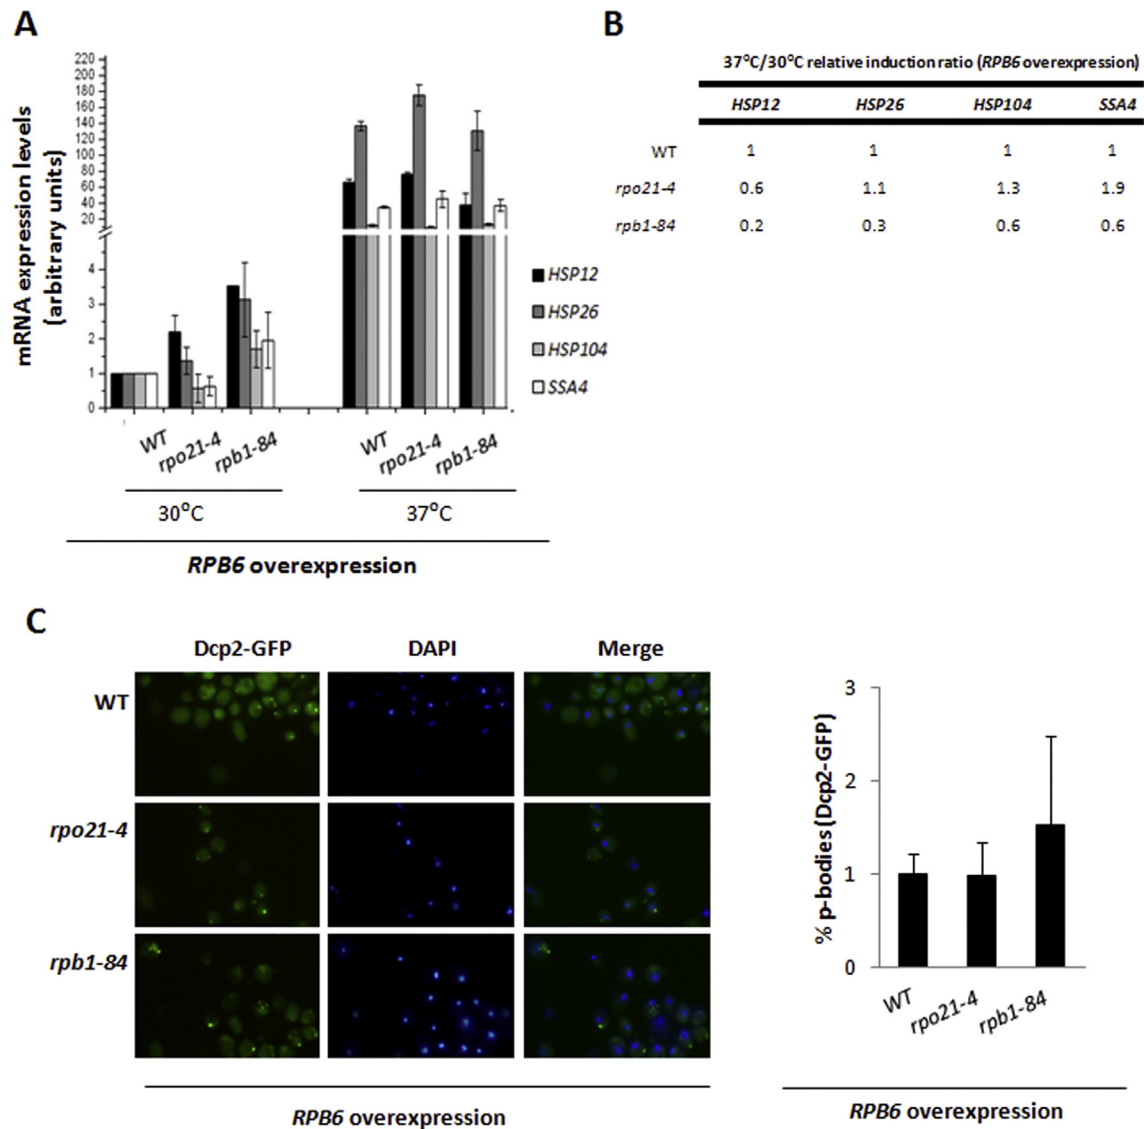 A
mRNA expression levels
(arbitrary units)
220
200
180
160
140
120
100
80
60
40
20
4
3
2
1
0
HSP12
HSP26
HSP104
SSA4
WT
rpo21-4
rpb1-84
WT
rpo21-4
rpb1-84
30°C
37°C
RPB6 overexpression
B
37°C/30°C relative induction ratio (RPB6 overexpression)
HSP12 HSP26 HSP104 SSA4
WT 1 1 1 1
rpo21-4 0.6 1.1 1.3 1.9
rpb1-84 0.2 0.3 0.6 0.6
C
Dcp2-GFP DAPI Merge
WT
rpo21-4
rpb1-84
RPB6 overexpression
% p-bodies (Dcp2-GFP)
3
2
1
0
WT
rpo21-4
rpb1-84
RPB6 overexpression